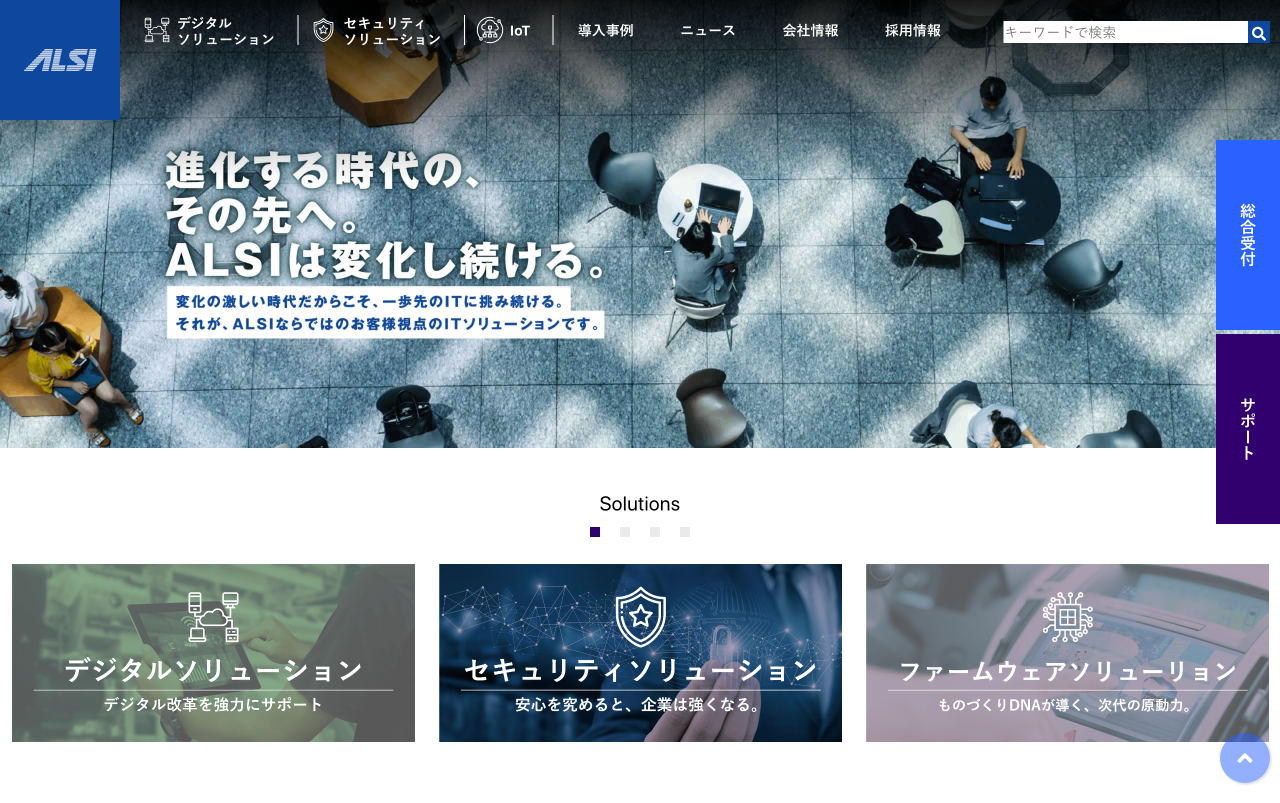 ALSI
デジタル
ソリューション
セキュリティ
ソリューション
IoT
導入事例
ニュース
会社情報
採用情報
キーワードで検索
進化する時代の、
その先へ。
ALSIは変化し続ける。
変化の激しい時代だからこそ、一歩先のITに挑み続ける。
それが、ALSIならではのお客様視点のITソリューションです。
総合受付
サポート
Solutions
デジタルソリューション
デジタル改革を強力にサポート
セキュリティソリューション
安心を究めると、企業は強くなる。
ファームウェアソリューリョン
ものづくりDNAが導く、次代の原動力。